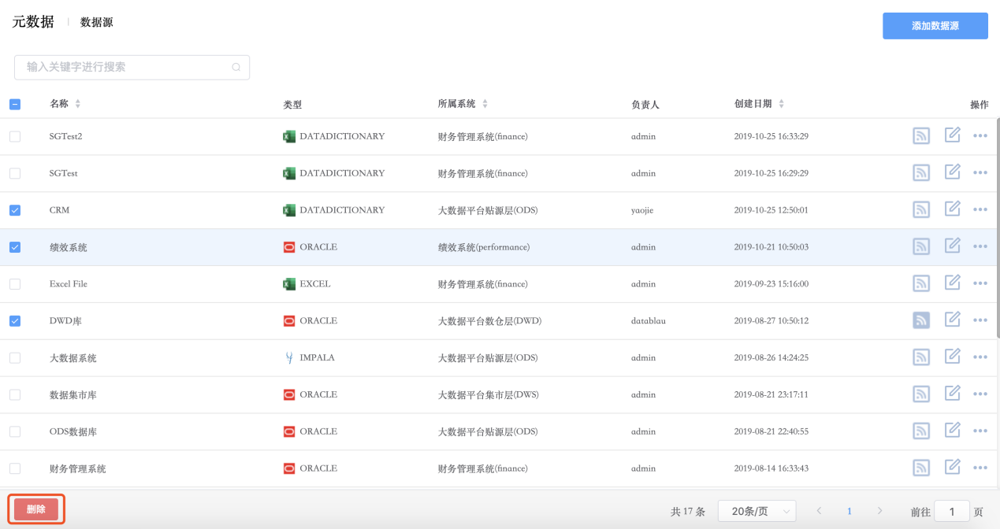 元数据 数据源
添加数据源
输入关键字进行搜索
名称 类型 所属系统 负责人 创建日期 操作
SGTest2 DATADICTIONARY 财务管理系统(finance) admin 2019-10-25 16:33:29
SGTest DATADICTIONARY 财务管理系统(finance) admin 2019-10-25 16:29:29
CRM DATADICTIONARY 大数据平台贴源层(ODS) yaojie 2019-10-25 12:50:01
绩效系统 ORACLE 绩效系统(performance) admin 2019-10-21 10:50:03
Excel File EXCEL 财务管理系统(finance) admin 2019-09-23 15:16:00
DWD库 ORACLE 大数据平台数仓层(DWD) datablau 2019-08-27 10:50:12
大数据系统 IMPALA 大数据平台贴源层(ODS) admin 2019-08-26 14:24:25
数据集市库 ORACLE 大数据平台集市层(DWS) admin 2019-08-21 23:17:11
ODS数据库 ORACLE 大数据平台贴源层(ODS) admin 2019-08-21 22:40:55
财务管理系统 ORACLE 财务管理系统(finance) admin 2019-08-14 16:33:43
删除 共 17 条 20条/页 1 前往 1 页